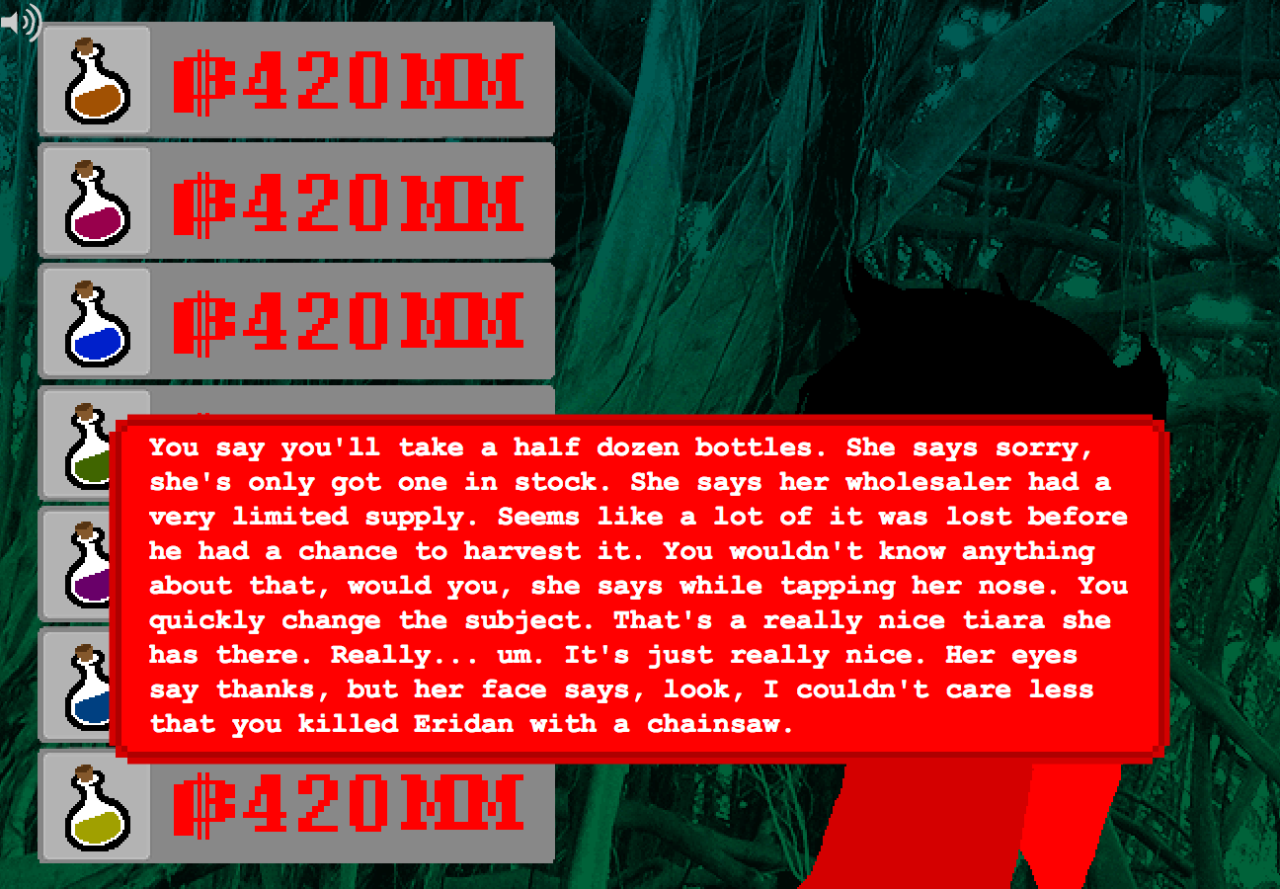 420MM
420MM
420MM
You say you'll take a half dozen bottles. She says sorry,
she's only got one in stock. She says her wholesaler had a
very limited supply. Seems like a lot of it was lost before
he had a chance to harvest it. You wouldn't know anything
about that, would you, she says while tapping her nose. You
quickly change the subject. That's a really nice tiara she
has there. Really... um. It's just really nice. Her eyes
say thanks, but her face says, look, I couldn't care less
that you killed Eridan with a chainsaw.
420MM